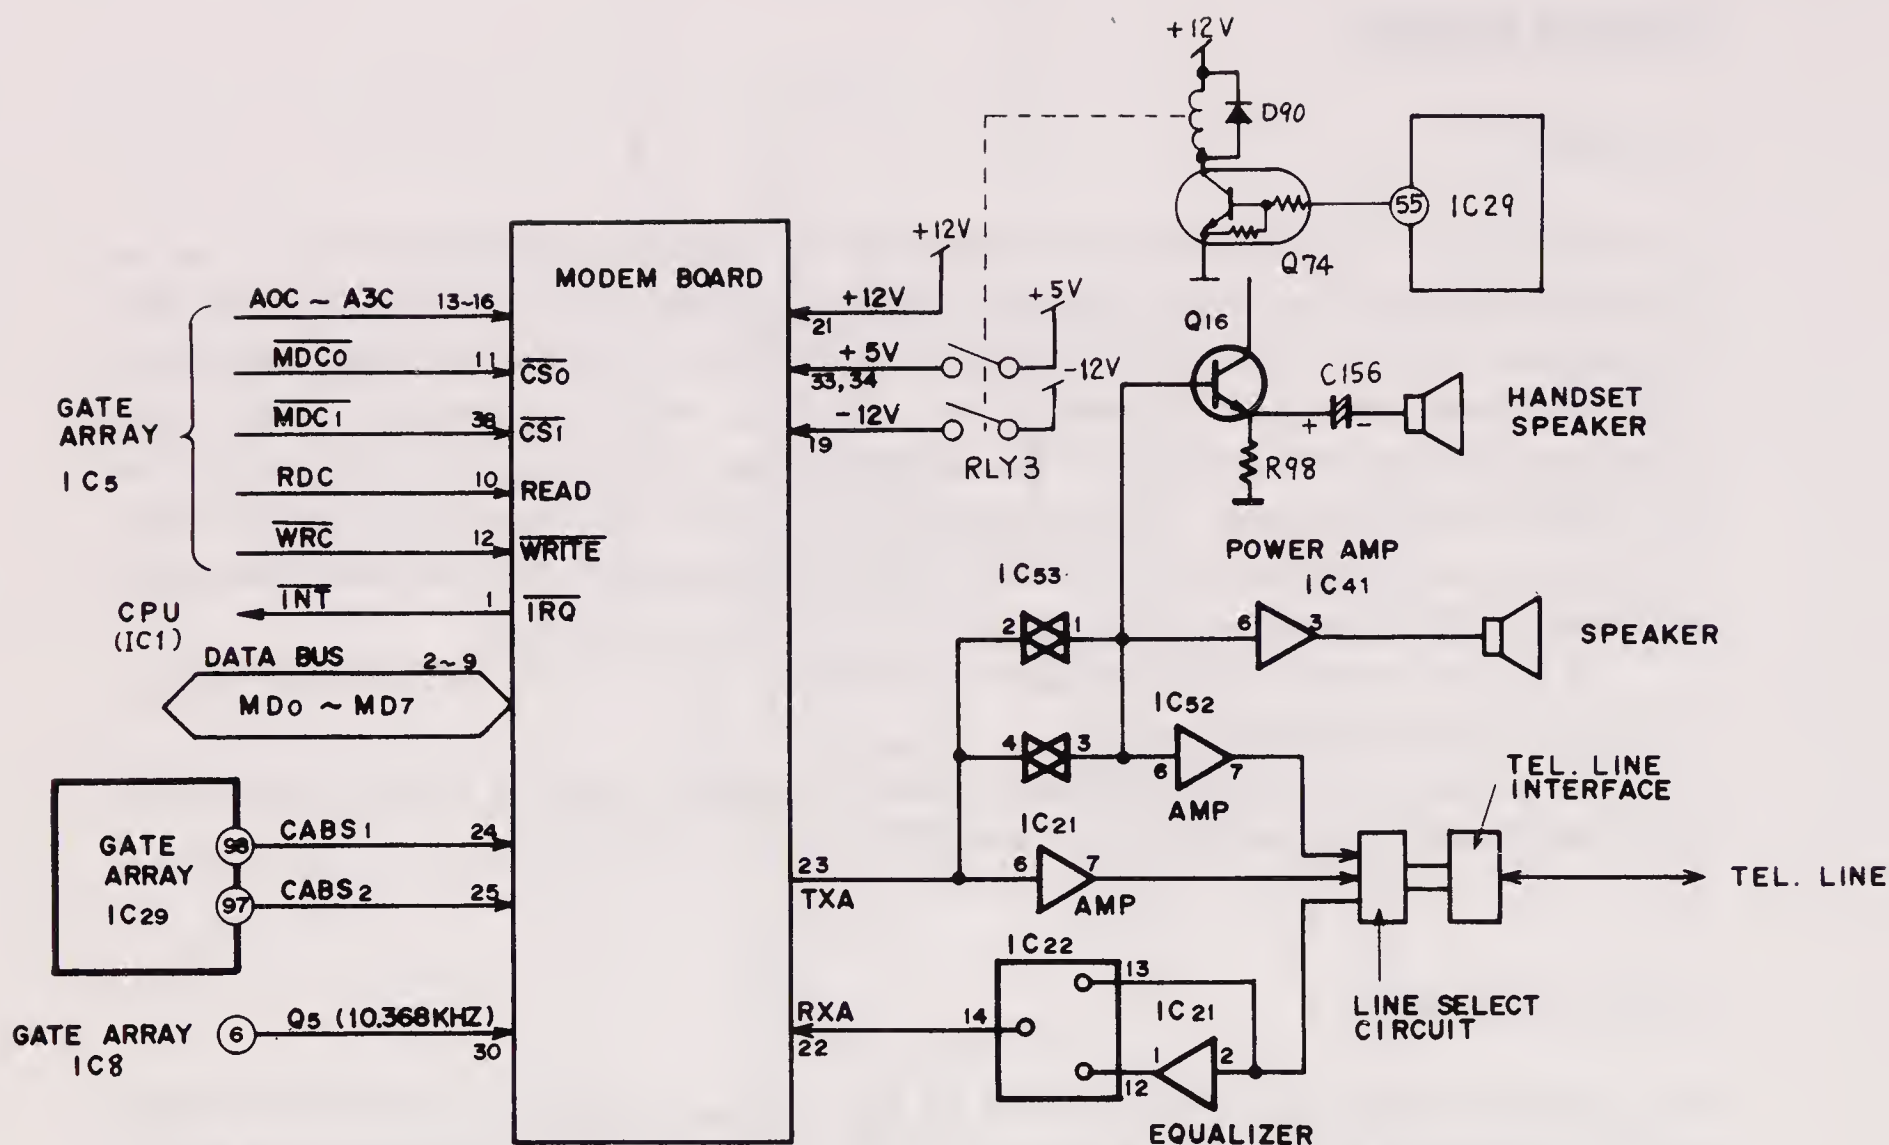 +12V
D90
55
IC29
Q74
MODEM BOARD
+12V
AOC ~ A3C
13~16
+12V
21
+5V
Q16
MDC0
11
CS0
+5V
33,34
-12V
C156
+
-
HANDSET
SPEAKER
GATE
ARRAY
IC5
MDC1
38
CS1
-12V
19
RLY3
R98
RDC
10
READ
WRC
12
WRITE
POWER AMP
IC41
IC53
CPU
(IC1)
INT
1
IRQ
2
1
6
3
SPEAKER
DATA BUS
2~9
MD0 ~ MD7
IC52
4
3
6
7
AMP
TEL. LINE
INTERFACE
GATE
ARRAY
IC29
98
CABS1
24
97
CABS2
25
IC21
6
7
AMP
23
TXA
TEL. LINE
IC22
13
IC21
LINE SELECT
CIRCUIT
GATE ARRAY
IC8
6
Q5 (10.368KHZ)
30
RXA
22
14
1
2
12
EQUALIZER